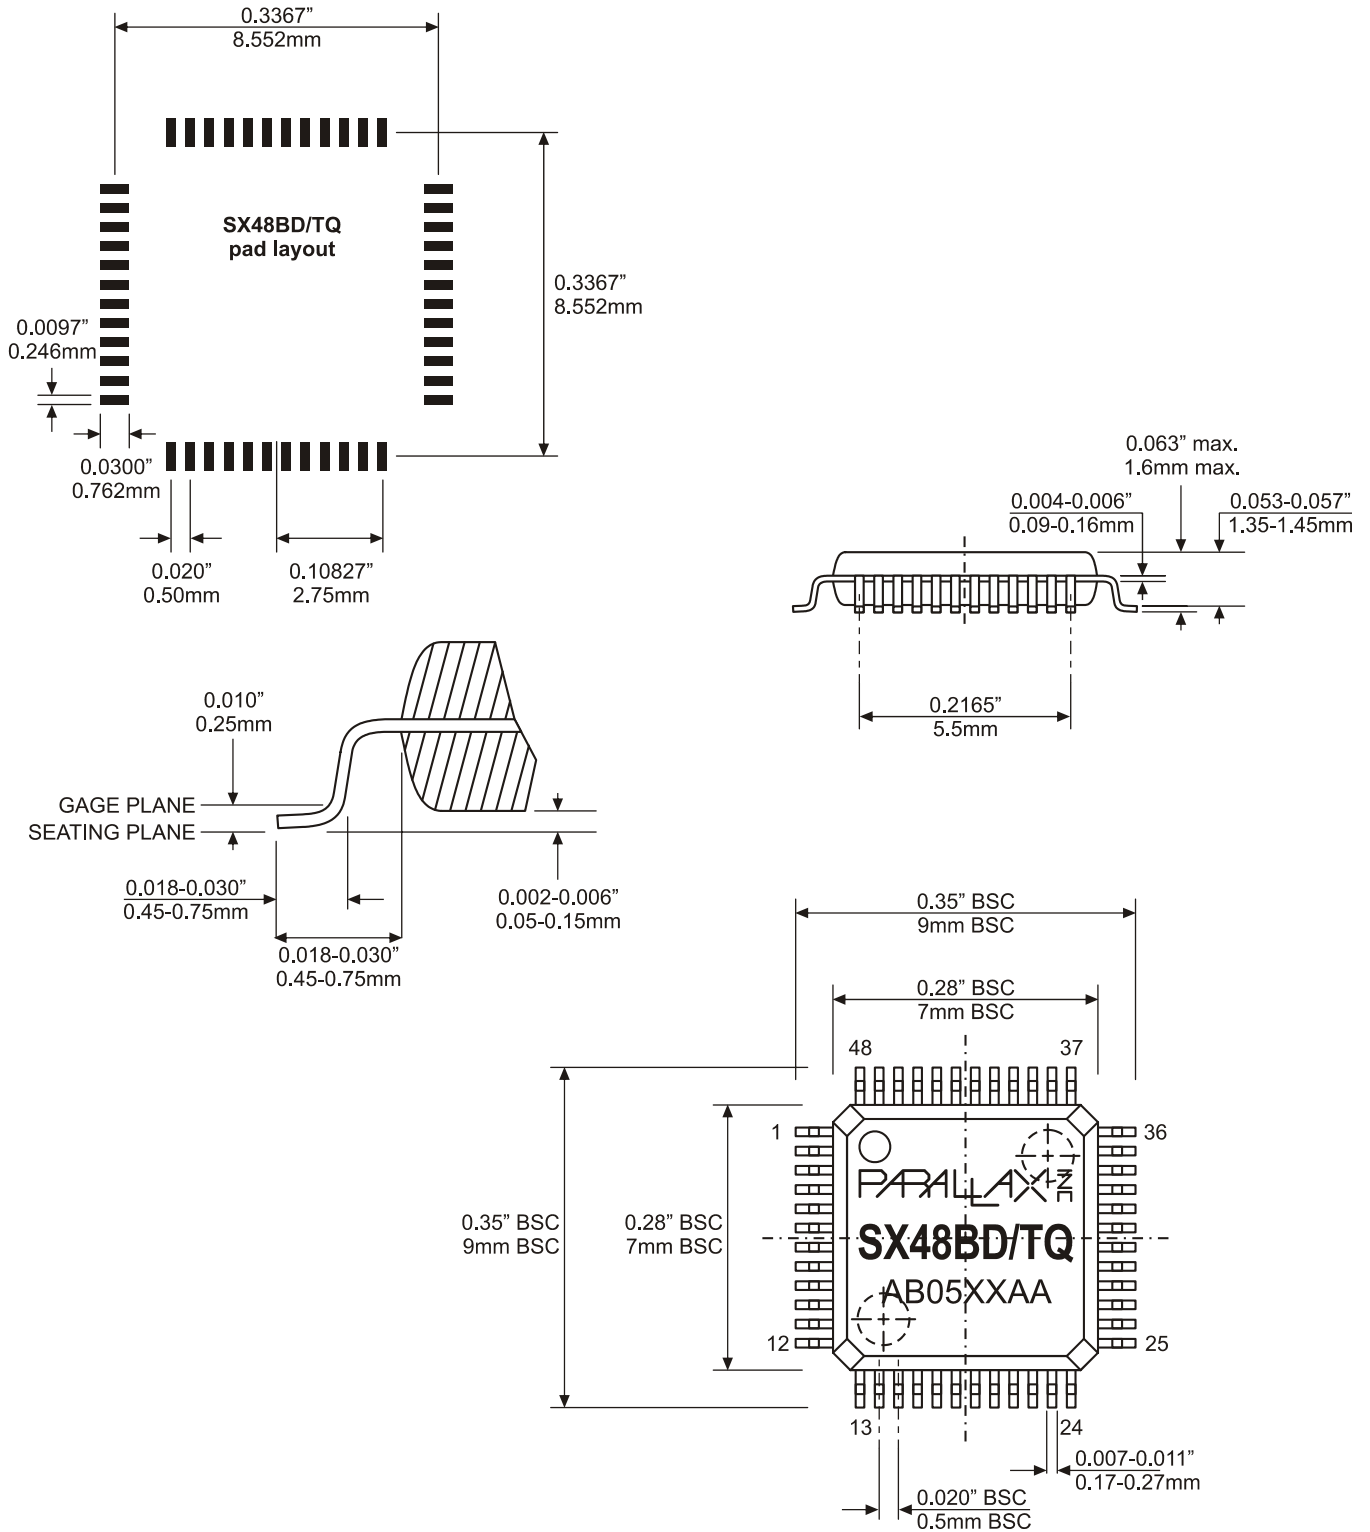 0.3367”
8.552mm
SX48BD/TQ
pad layout
0.3367”
8.552mm
0.0097”
0.246mm
0.0300”
0.762mm
0.020”
0.50mm
0.10827”
2.75mm
0.063” max.
1.6mm max.
0.004-0.006”
0.09-0.16mm
0.053-0.057”
1.35-1.45mm
0.2165”
5.5mm
0.010”
0.25mm
GAGE PLANE
SEATING PLANE
0.018-0.030”
0.45-0.75mm
0.018-0.030”
0.45-0.75mm
0.002-0.006”
0.05-0.15mm
0.35” BSC
9mm BSC
0.28” BSC
7mm BSC
48 37
1 36
PARALLAX
0.35” BSC
9mm BSC
0.28” BSC
7mm BSC
SX48BD/TQ
AB05XXAA
12 25
13 24
0.007-0.011”
0.17-0.27mm
0.020” BSC
0.5mm BSC